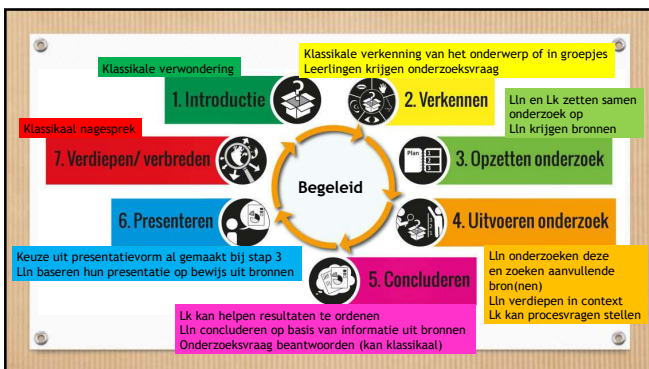 Klassikale verwondering
1. Introductie
Klassikale verkenning van het onderwerp of in groepjes
Leerlingen krijgen onderzoeksvraag
2. Verkennen
Lln en Lk zetten samen
onderzoek op
Lln krijgen bronnen
Plan
1
2
3
3. Opzetten onderzoek
4. Uitvoeren onderzoek
Lln onderzoeken deze
en zoeken aanvullende
bron(nen)
Lln verdiepen in context
Lk kan procesvragen stellen
5. Concluderen
Lk kan helpen resultaten te ordenen
Lln concluderen op basis van informatie uit bronnen
Onderzoeksvraag beantwoorden (kan klassikaal)
6. Presenteren
Keuze uit presentatievorm al gemaakt bij stap 3
Lln baseren hun presentatie op bewijs uit bronnen
Klassikaal nagesprek
7. Verdiepen/ verbreden
Begeleid